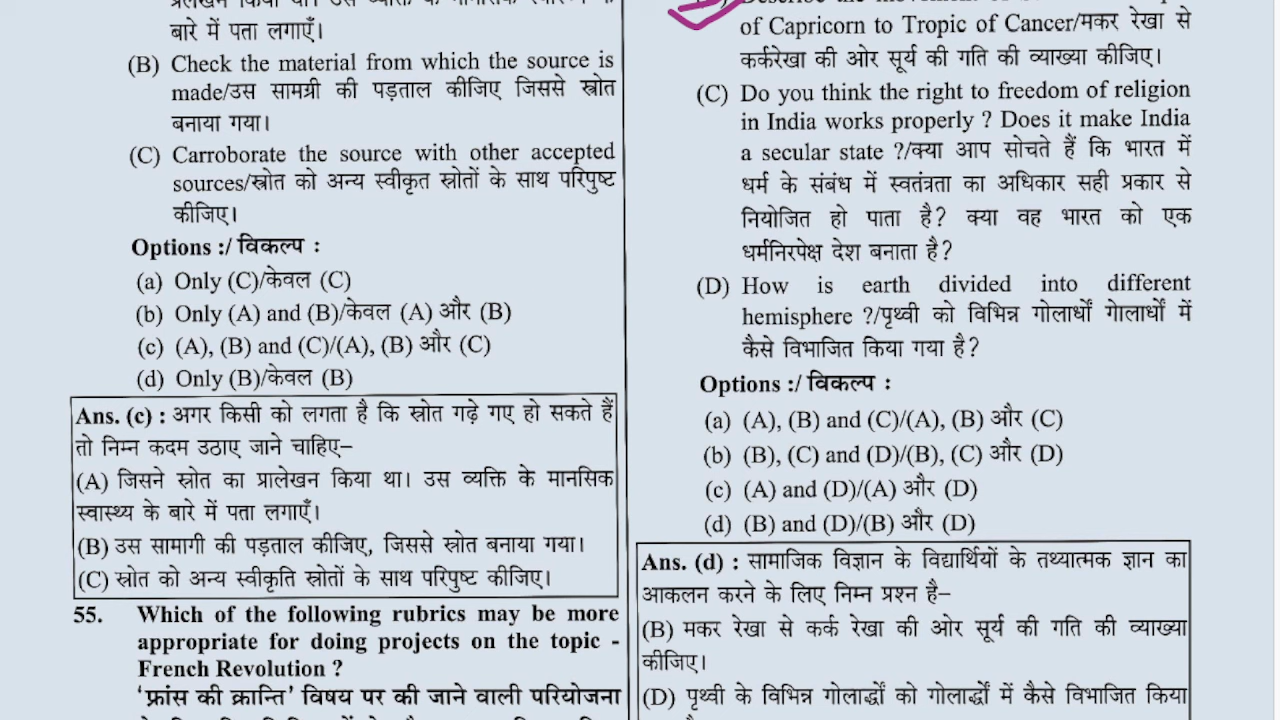 बारे में पता लगाएँ।
(B) Check the material from which the source is
made/उस सामग्री की पड़ताल कीजिए जिससे स्रोत
बनाया गया।
(C) Carroborate the source with other accepted
sources/स्रोत को अन्य स्वीकृत स्रोतों के साथ परिपुष्ट
कीजिए।
Options :/ विकल्प :
(a) Only (C)/केवल (C)
(b) Only (A) and (B)/केवल (A) और (B)
(c) (A), (B) and (C)/(A), (B) और (C)
(d) Only (B)/केवल (B)
Ans. (c) : अगर किसी को लगता है कि स्रोत गढ़े गए हो सकते हैं
तो निम्न कदम उठाए जाने चाहिए–
(A) जिसने स्रोत का प्रालेखन किया था। उस व्यक्ति के मानसिक
स्वास्थ्य के बारे में पता लगाएँ।
(B) उस सामागी की पड़ताल कीजिए, जिससे स्रोत बनाया गया।
(C) स्रोत को अन्य स्वीकृति स्रोतों के साथ परिपुष्ट कीजिए।
55. Which of the following rubrics may be more
appropriate for doing projects on the topic -
French Revolution ?
'फ्रांस की क्रान्ति' विषय पर की जाने वाली परियोजना
of Capricorn to Tropic of Cancer/मकर रेखा से
कर्करेखा की ओर सूर्य की गति की व्याख्या कीजिए।
(C) Do you think the right to freedom of religion
in India works properly ? Does it make India
a secular state ?/क्या आप सोचते हैं कि भारत में
धर्म के संबंध में स्वतंत्रता का अधिकार सही प्रकार से
नियोजित हो पाता है? क्या वह भारत को एक
धर्मनिरपेक्ष देश बनाता है?
(D) How is earth divided into different
hemisphere ?/पृथ्वी को विभिन्न गोलार्धों गेालार्धों में
कैसे विभाजित किया गया है?
Options :/ विकल्प :
(a) (A), (B) and (C)/(A), (B) और (C)
(b) (B), (C) and (D)/(B), (C) और (D)
(c) (A) and (D)/(A) और (D)
(d) (B) and (D)/(B) और (D)
Ans. (d) : सामाजिक विज्ञान के विद्यार्थियों के तथ्यात्मक ज्ञान का
आकलन करने के लिए निम्न प्रश्न है–
(B) मकर रेखा से कर्क रेखा की ओर सूर्य की गति की व्याख्या
कीजिए।
(D) पृथ्वी के विभिन्न गोलार्द्धों को गोलार्द्धों में कैसे विभाजित किया